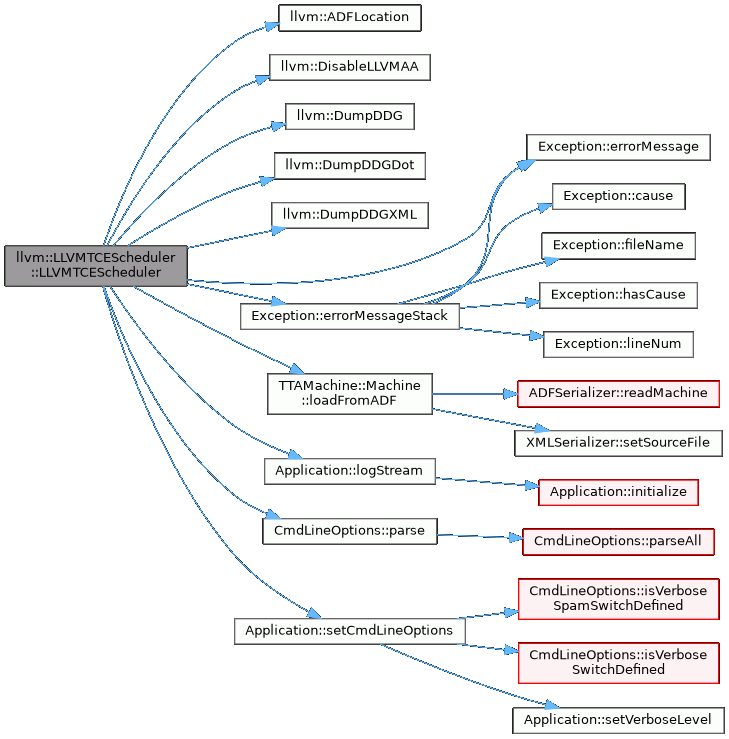 llvm::ADFLocation
llvm::DisableLLVMAA
llvm::DumpDDG
llvm::DumpDDGDot
llvm::DumpDDGXML
llvm::LLVMTCEScheduler
::LLVMTCEScheduler
Exception::errorMessageStack
TTAMachine::Machine
::loadFromADF
Application::logStream
CmdLineOptions::parse
Application::setCmdLineOptions
Exception::errorMessage
Exception::cause
Exception::fileName
Exception::hasCause
Exception::lineNum
ADFSerializer::readMachine
XMLSerializer::setSourceFile
Application::initialize
CmdLineOptions::parseAll
CmdLineOptions::isVerbose
SpamSwitchDefined
CmdLineOptions::isVerbose
SwitchDefined
Application::setVerboseLevel